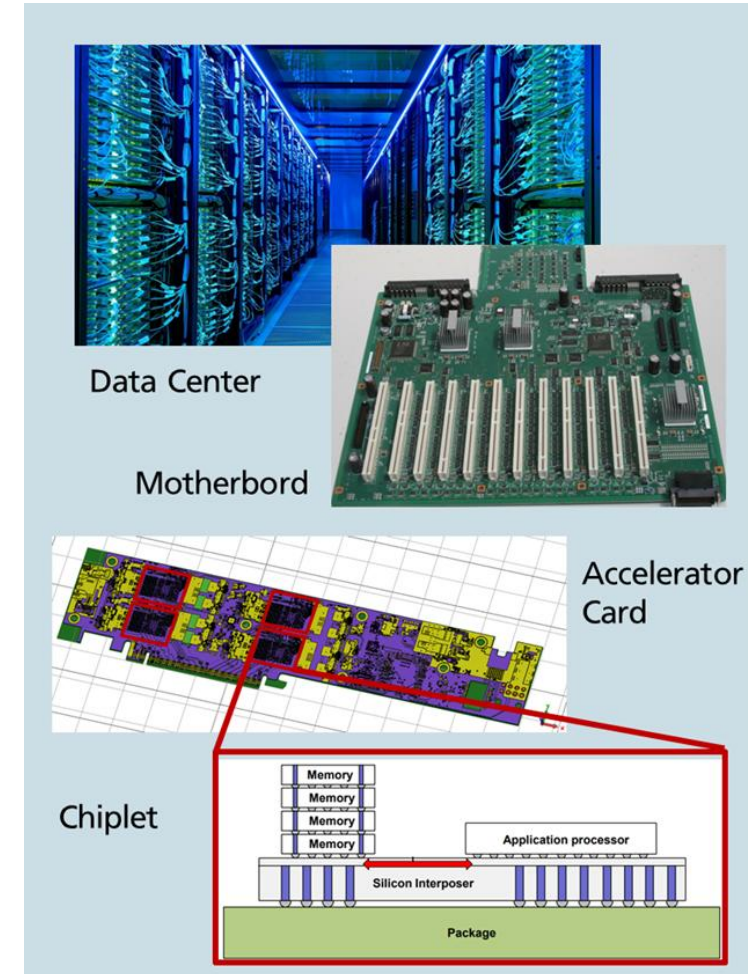 Data Center
Motherbord
Accelerator
Card
Chiplet
Memory
Memory
Memory
Memory
Application processor
Silicon Interposer
Package